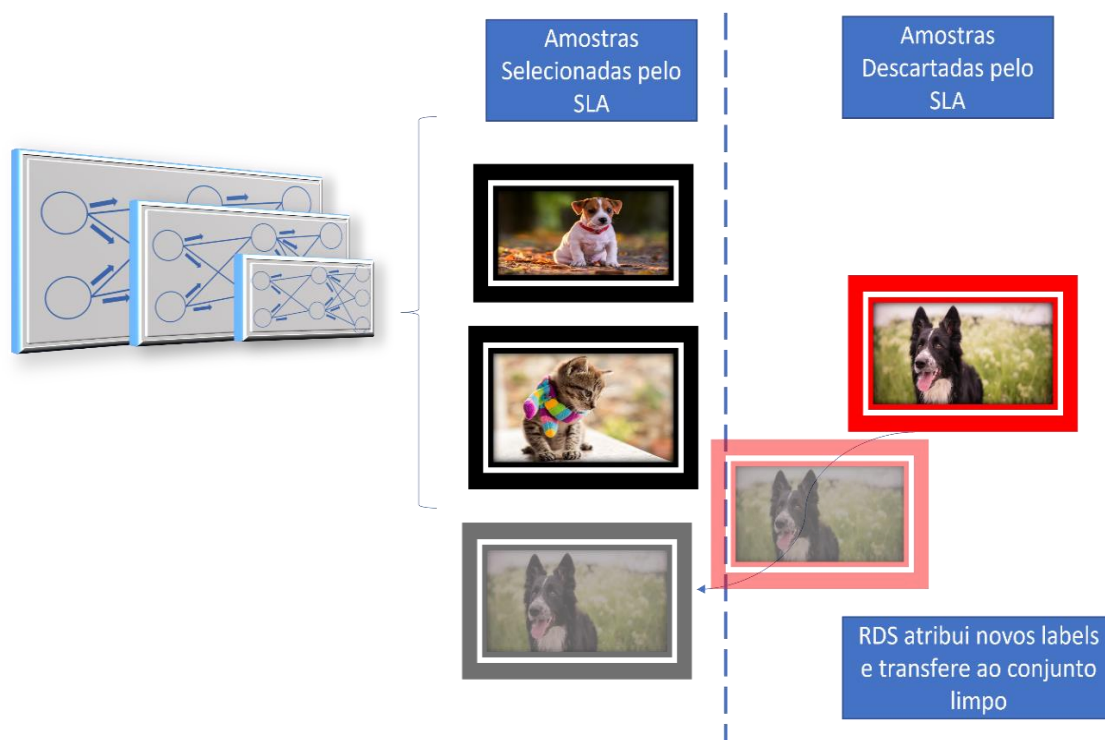 Amostras
Selecionadas pelo
SLA
Amostras
Descartadas pelo
SLA
RDS atribui novos labels
e transfere ao conjunto
limpo